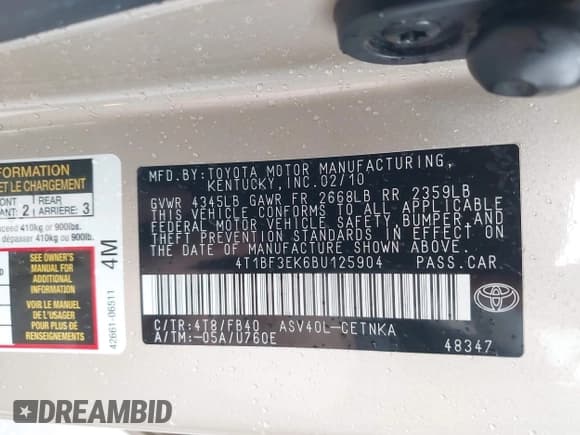 FORMATION
ET LE CHARGEMENT
ONT 2 REAR
ANT: ARRIERE: 3
exceed 410kg or 900lbs.
dépasser 410kg ou 900lb.
SEE OWNER'S
MANUAL FOR
ADDITIONAL
INFORMATION
VOIR LE MANUEL
DE L'USAGER
POUR PLUS DE
RENSEIGNEMENTS
4M
42661-06511
MFD.BY: TOYOTA MOTOR MANUFACTURING,
KENTUCKY, INC. 02/10
GVWR 4345LB GAWR FR 2668LB RR 2359LB
THIS VEHICLE CONFORMS TO ALL APPLICABLE
FEDERAL MOTOR VEHICLE SAFETY, BUMPER, AND
THEFT PREVENTION STANDARDS IN EFFECT ON
THE DATE OF MANUFACTURE SHOWN ABOVE.
4T1BF3EK6BU125904 PASS.CAR
C/TR:4T8/FB40 ASV40L-CETNKA
A/TM:-05A/U760E
48347
TOYOTA
DREAMBID